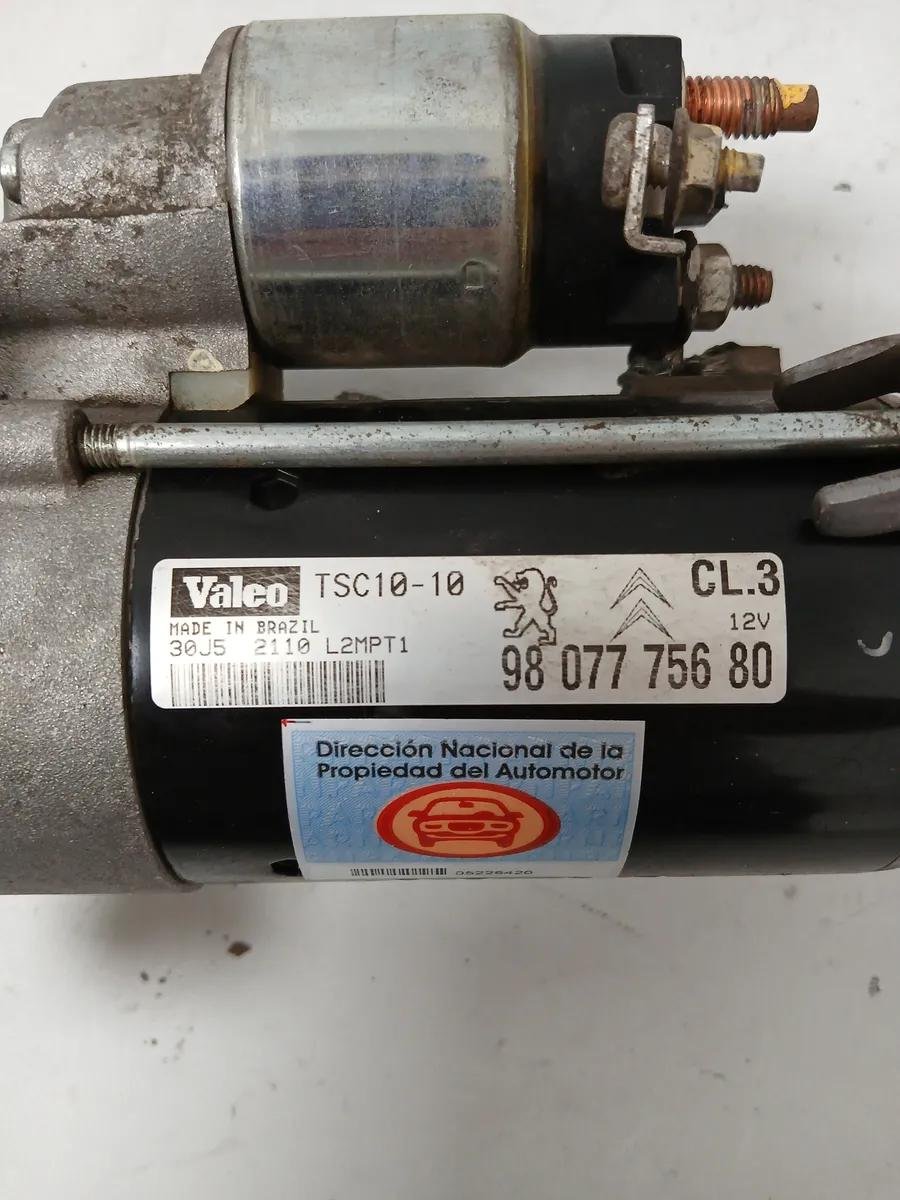 Valeo TSC10-10 CL.3
MADE IN BRAZIL 12V
30J5 2110 L2MPT1
98 077 756 80
Dirección Nacional de la
Propiedad del Automotor
05226420